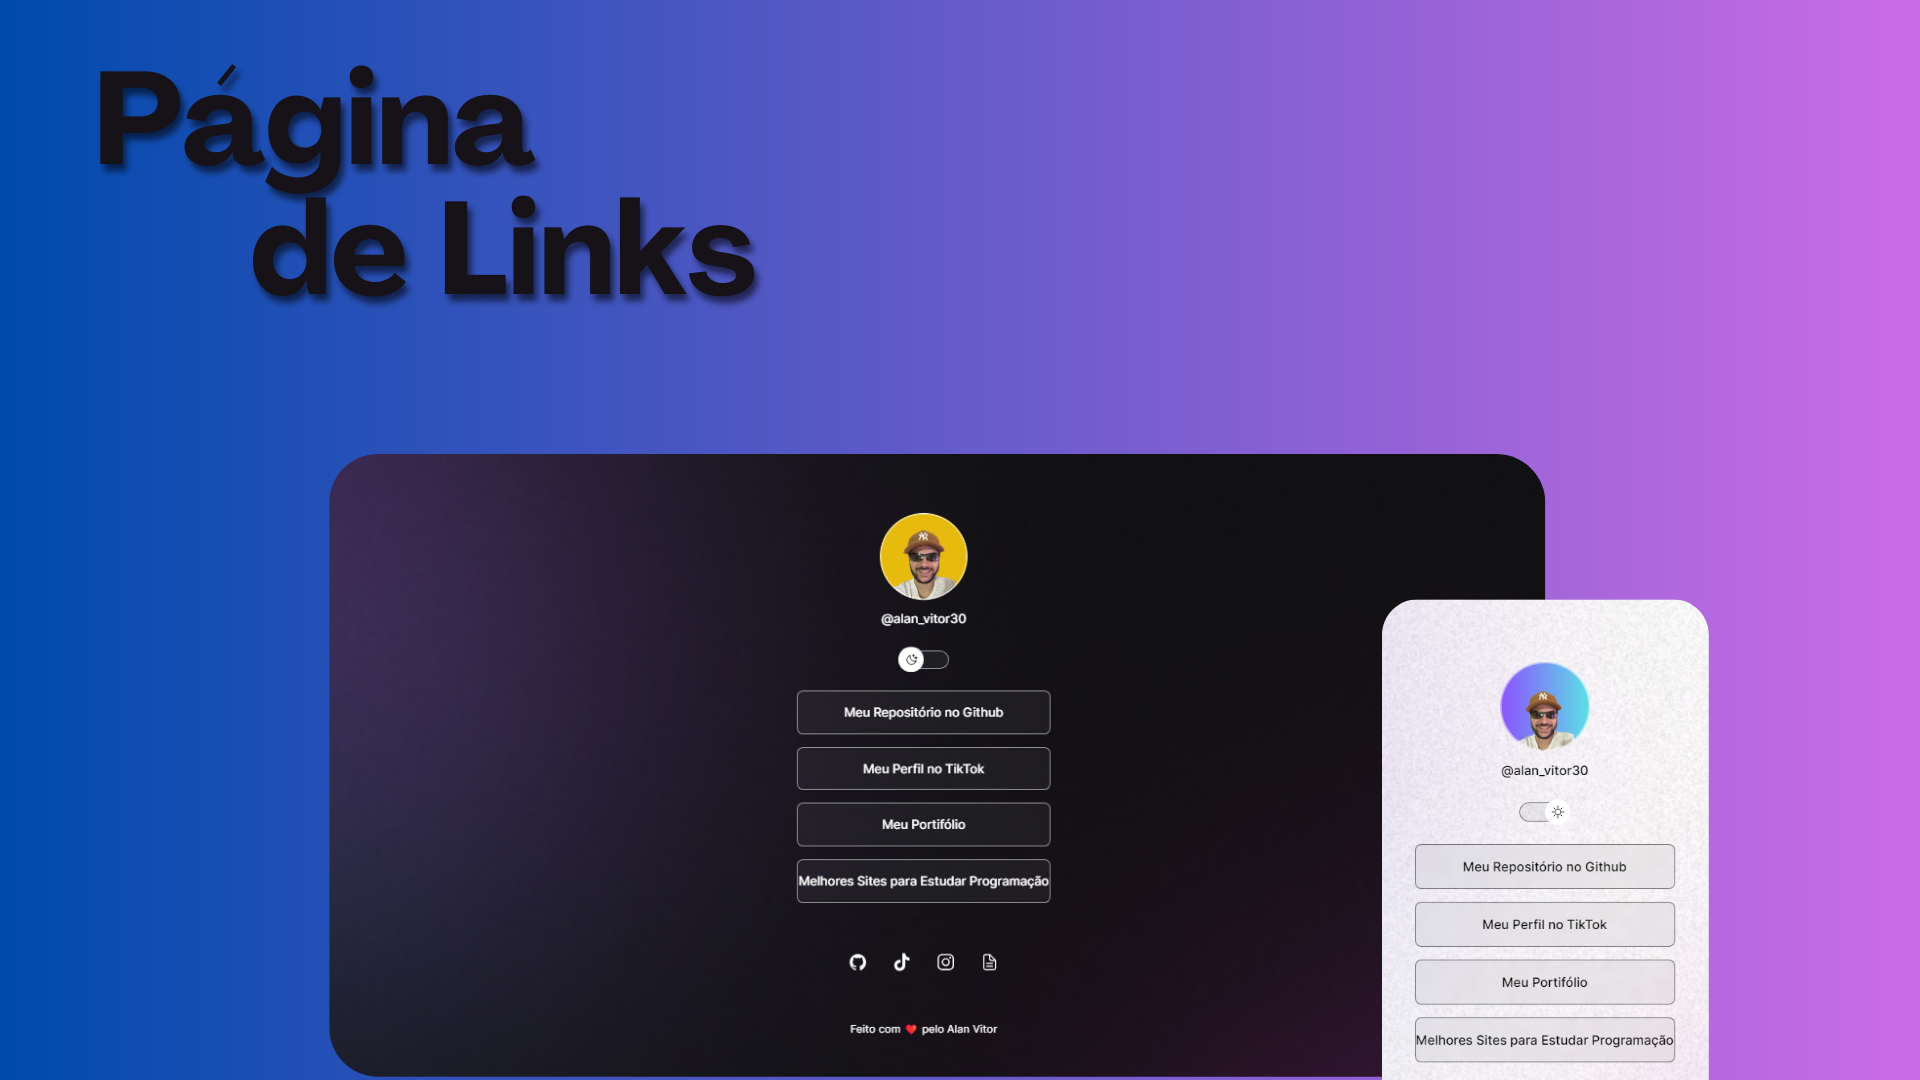 Página
de Links
@alan_vitor30
Meu Repositório no Github
Meu Perfil no TikTok
Meu Portifólio
Melhores Sites para Estudar Programação
Feito com ❤️ pelo Alan Vitor
@alan_vitor30
Meu Repositório no Github
Meu Perfil no TikTok
Meu Portifólio
Melhores Sites para Estudar Programação